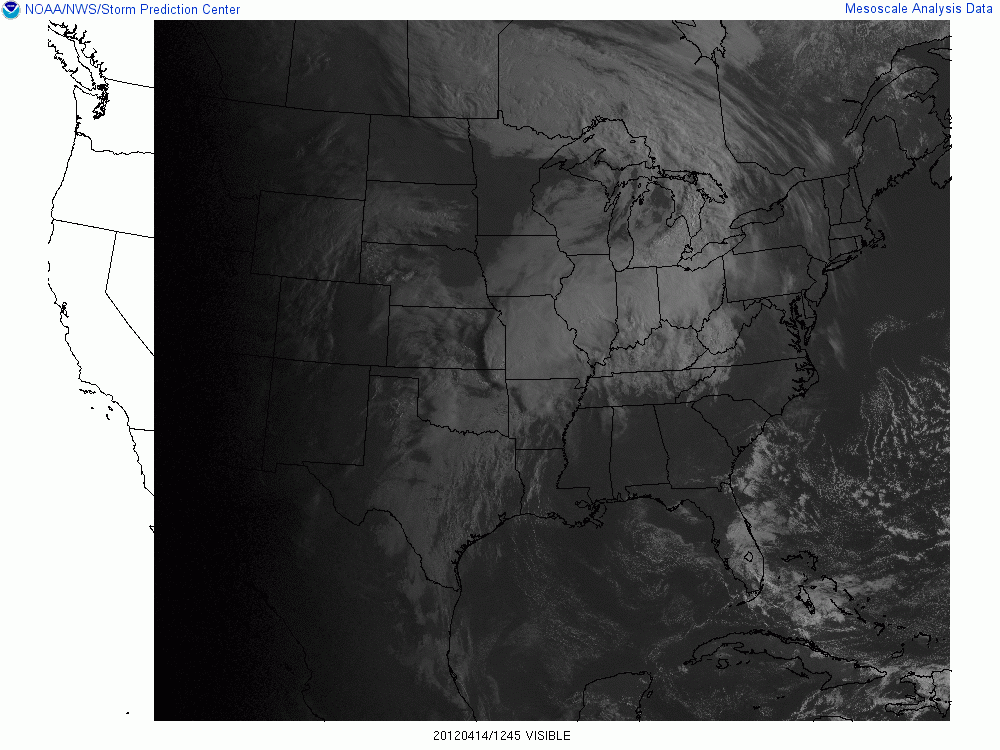 NOAA/NWS/Storm Prediction Center
Mesoscale Analysis Data
20120414/1245 VISIBLE